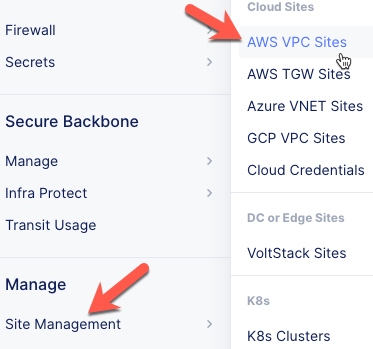 Firewall
Secrets
Secure Backbone
Manage
Infra Protect
Transit Usage
Manage
Site Management
Cloud Sites
AWS VPC Sites
AWS TGW Sites
Azure VNET Sites
GCP VPC Sites
Cloud Credentials
DC or Edge Sites
VoltStack Sites
K8s
K8s Clusters